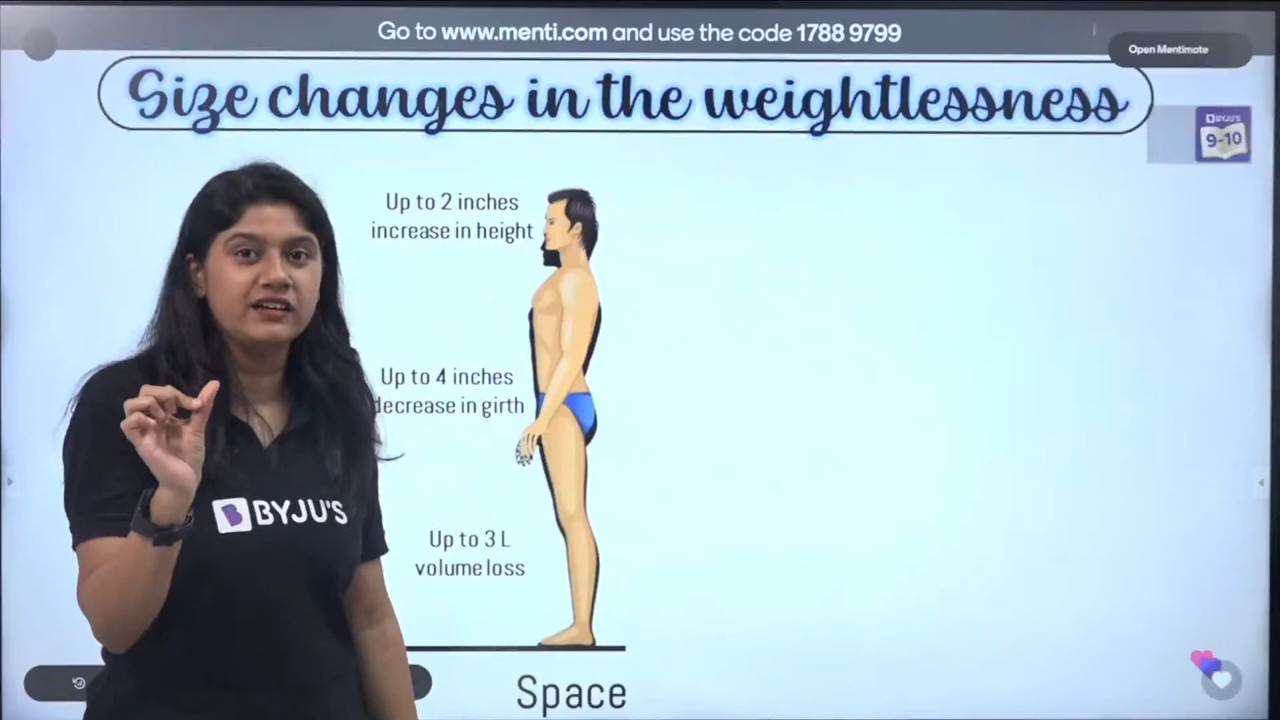 Go to www.menti.com and use the code 1788 9799
Open Mentimote
Size changes in the weightlessness
BYJU'S
9-10
Up to 2 inches
increase in height
Up to 4 inches
decrease in girth
BYJU'S
Up to 3 L
volume loss
Space